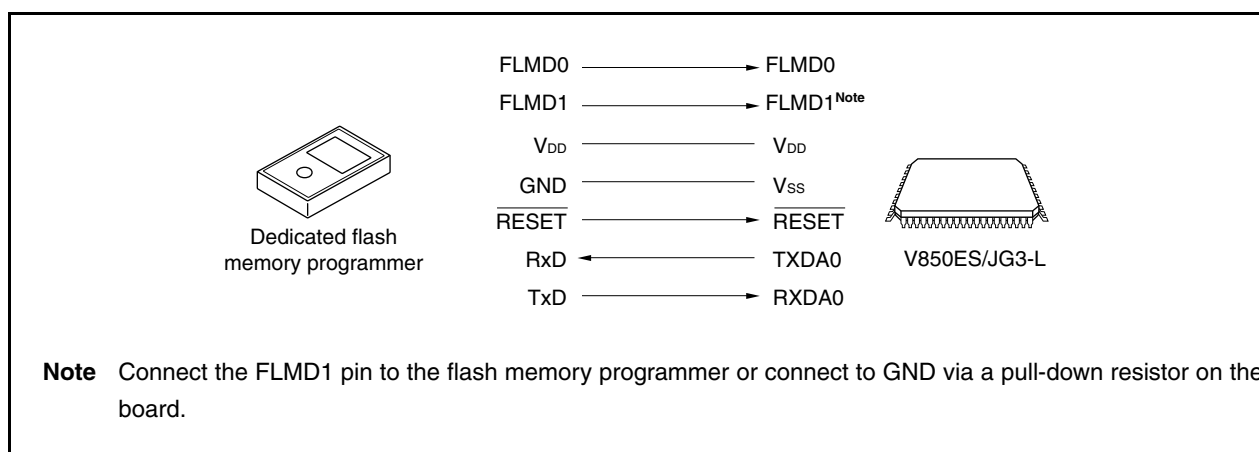 FLMD0 FLMD0
FLMD1 FLMD1Note
VDD VDD
GND VSS
RESET RESET
RxD TXDA0
TxD RXDA0
Dedicated flash
memory programmer
V850ES/JG3-L
Note Connect the FLMD1 pin to the flash memory programmer or connect to GND via a pull-down resistor on the
board.